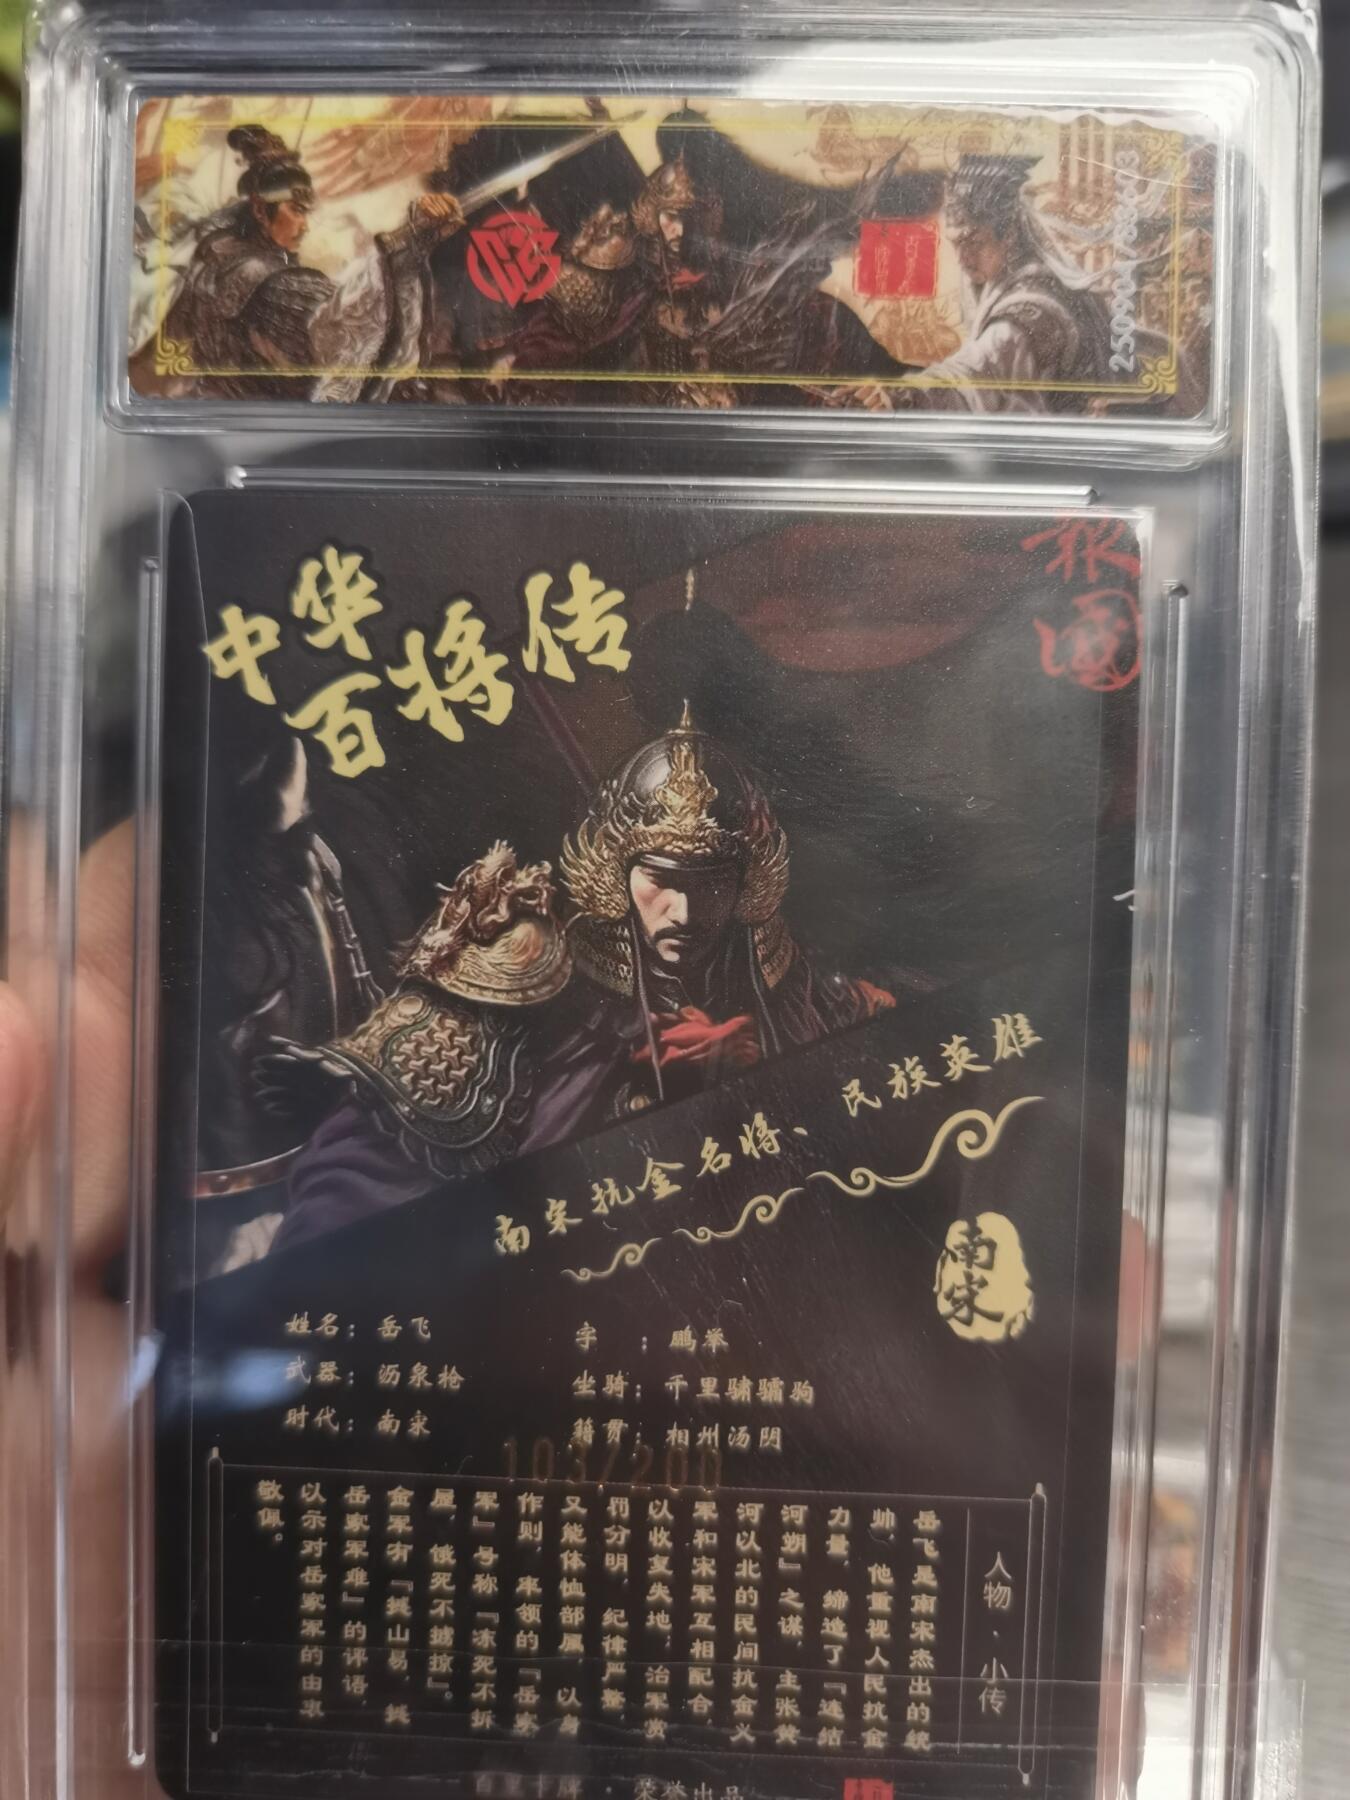 中华
百将传
報
國
南宋抗金名将、民族英雄
南宋
姓名：岳飞
字：鹏举
武器：沥泉枪
坐骑：千里骕骦驹
时代：南宋
籍贯：相州汤阴
103/200
人物·小传
岳飞是南宋杰出的统
帅，他重视人民抗金
力量，缔造了『连结
河朔』之谋，主张黄
河以北的民间抗金义
军和宋军互相配合，
以收复失地；治军赏
罚分明，纪律严整，
又能体恤部属，以身
作则，率领的『岳家
军』号称『冻死不拆
屋，饿死不掳掠』。
金军有『撼山易，撼
岳家军难』的评语，
以示对岳家军的由衷
敬佩。
荣誉出品